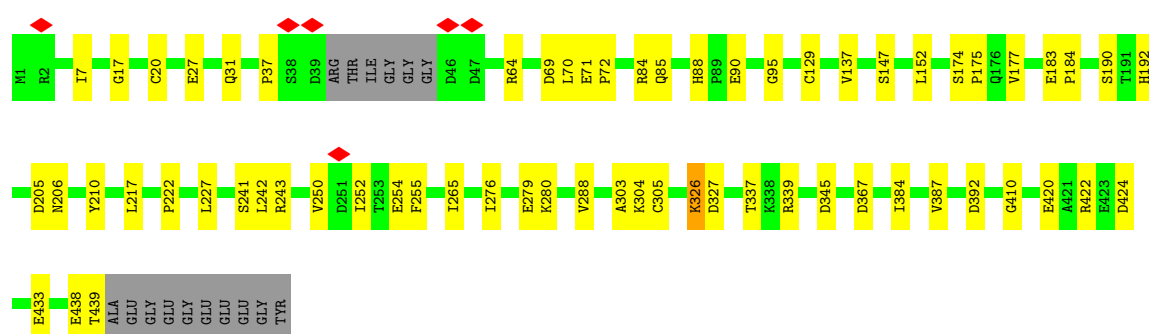 M1 R2 I7 G17 C20 E27 Q31 P37 S38 D39 ARG THR ILE GLY GLY GLY D46 D47 R64 D69 L70 E71 P72 R84 Q85 H88 P89 E90 G95 C129 V137 S147 L152 S174 P175 Q176 V177 E183 P184 S190 T191 H192
D205 N206 Y210 L217 P222 L227 S241 L242 R243 V250 D251 I252 T253 E254 F255 I265 I276 E279 K280 V288 A303 K304 C305 K326 D327 T337 K338 R339 D345 D367 I384 V387 D392 G410 E420 A421 R422 E423 D424
E433 E438 T439 ALA GLU GLY GLU GLY GLU GLU GLU GLY TYR